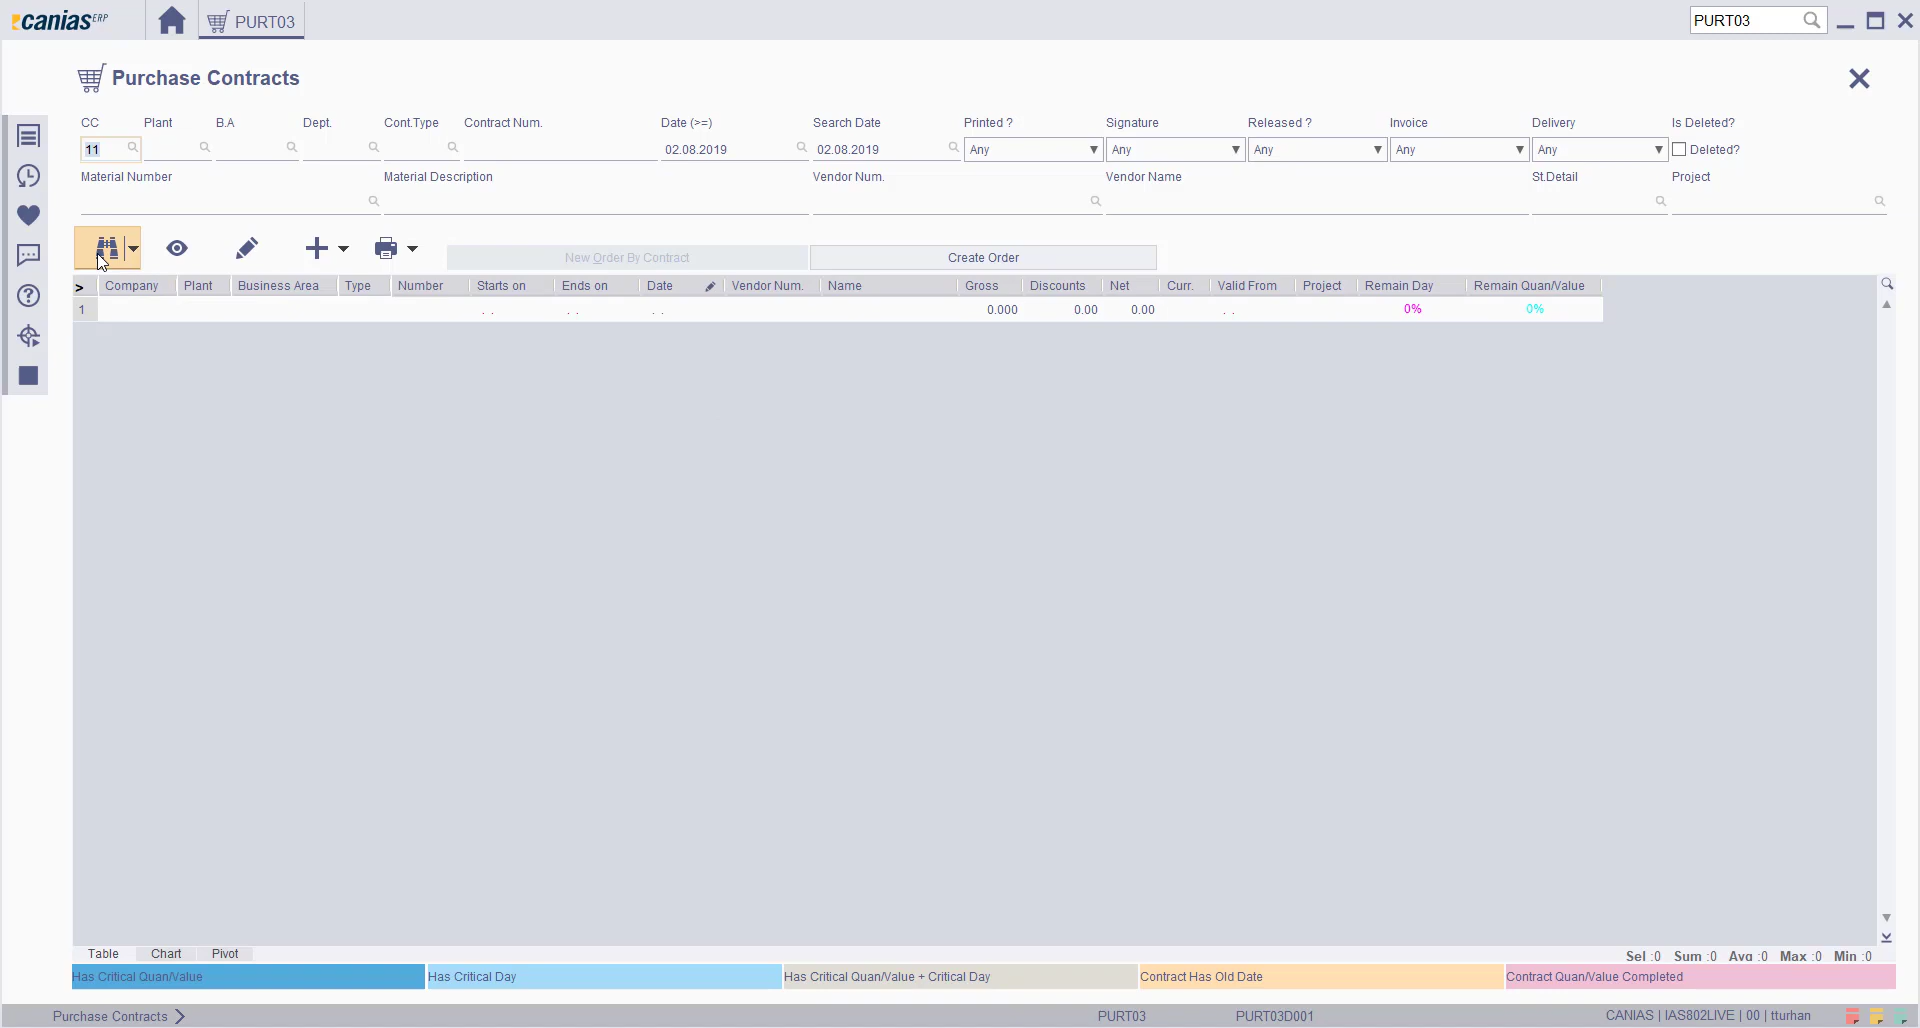 caniasERP PURT03 PURT03
Purchase Contracts
CC Plant B.A Dept. Cont.Type Contract Num. Date (>=) Search Date Printed ? Signature Released ? Invoice Delivery Is Deleted?
11 02.08.2019 02.08.2019 Any Any Any Any Any Deleted?
Material Number Material Description Vendor Num. Vendor Name St.Detail Project
New Order By Contract Create Order
> Company Plant Business Area Type Number Starts on Ends on Date Vendor Num. Name Gross Discounts Net Curr. Valid From Project Remain Day Remain Quan/Value
1 . . . . . . 0.000 0.00 0.00 . . 0% 0%
Table Chart Pivot Sel :0 Sum :0 Avg :0 Max :0 Min :0
Has Critical Quan/Value Has Critical Day Has Critical Quan/Value + Critical Day Contract Has Old Date Contract Quan/Value Completed
Purchase Contracts PURT03 PURT03D001 CANIAS | IAS802LIVE | 00 | tturhan